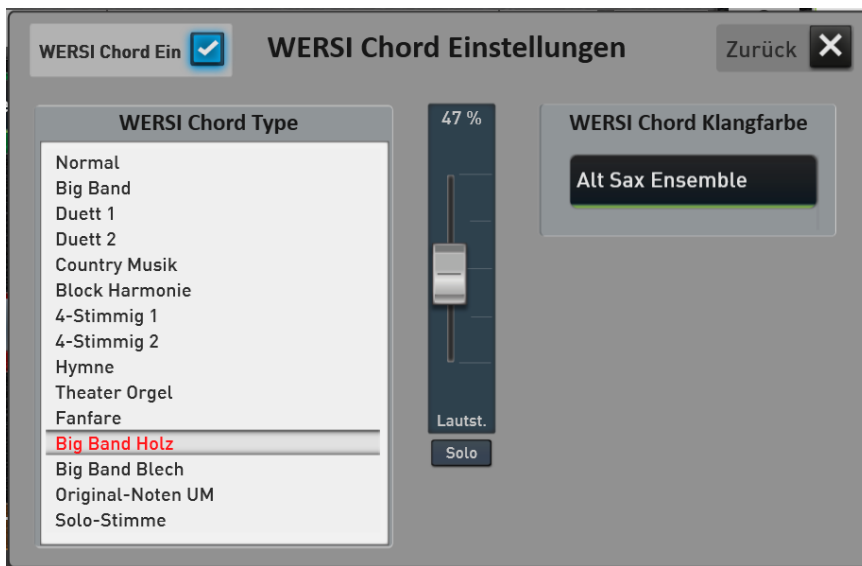 WERSI Chord Ein
WERSI Chord Einstellungen
Zurück
WERSI Chord Type
Normal
Big Band
Duett 1
Duett 2
Country Musik
Block Harmonie
4-Stimmig 1
4-Stimmig 2
Hymne
Theater Orgel
Fanfare
Big Band Holz
Big Band Blech
Original-Noten UM
Solo-Stimme
47 %
Lautst.
Solo
WERSI Chord Klangfarbe
Alt Sax Ensemble